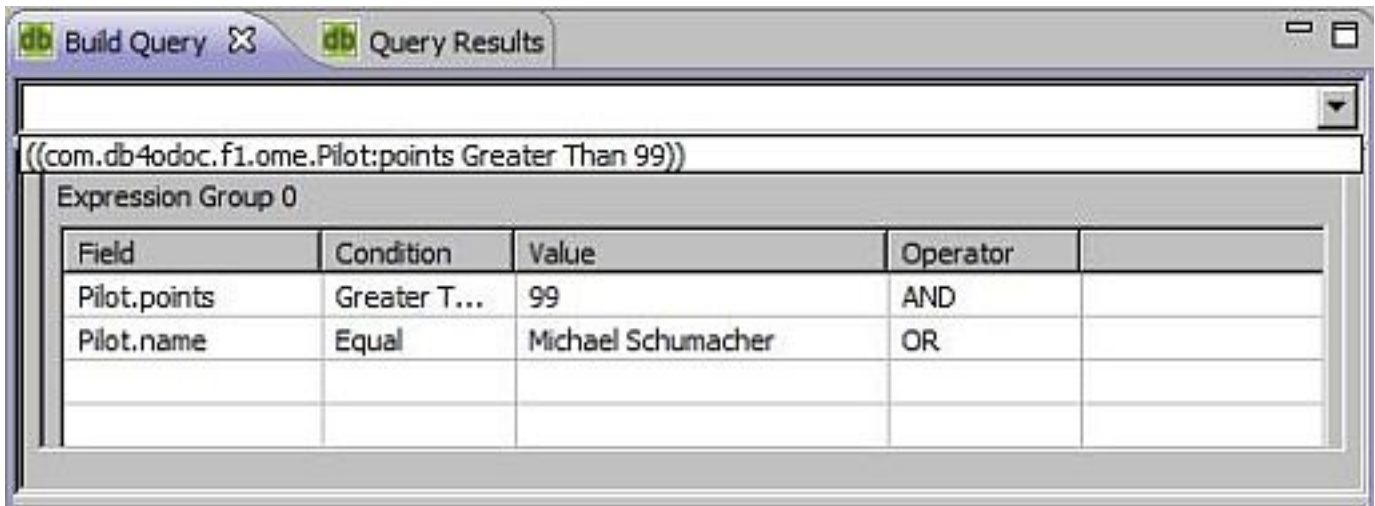 db Build Query db Query Results
((com.db4odoc.f1.ome.Pilot:points Greater Than 99))
Expression Group 0
Field Condition Value Operator
Pilot.points Greater T... 99 AND
Pilot.name Equal Michael Schumacher OR